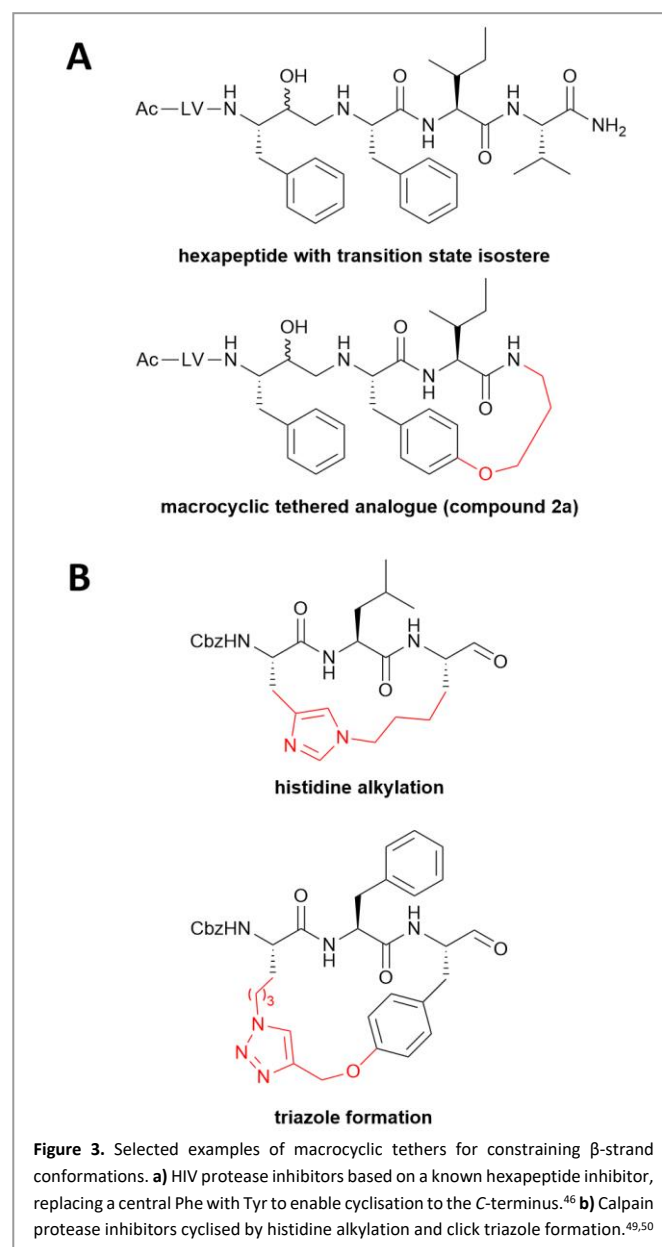 A
Ac
LV
H
N
OH
H
N
O
N
H
O
H
N
O
NH2
hexapeptide with transition state isostere
Ac
LV
H
N
OH
H
N
O
N
H
O
H
N
O
macrocyclic tethered analogue (compound 2a)
B
CbzHN
O
N
H
O
H
N
O
N
N
histidine alkylation
CbzHN
O
N
H
O
H
N
O
( )3
N
N
N
O
triazole formation
Figure 3. Selected examples of macrocyclic tethers for constraining β-strand
conformations. a) HIV protease inhibitors based on a known hexapeptide inhibitor,
replacing a central Phe with Tyr to enable cyclisation to the C-terminus.46 b) Calpain
protease inhibitors cyclised by histidine alkylation and click triazole formation.49,50